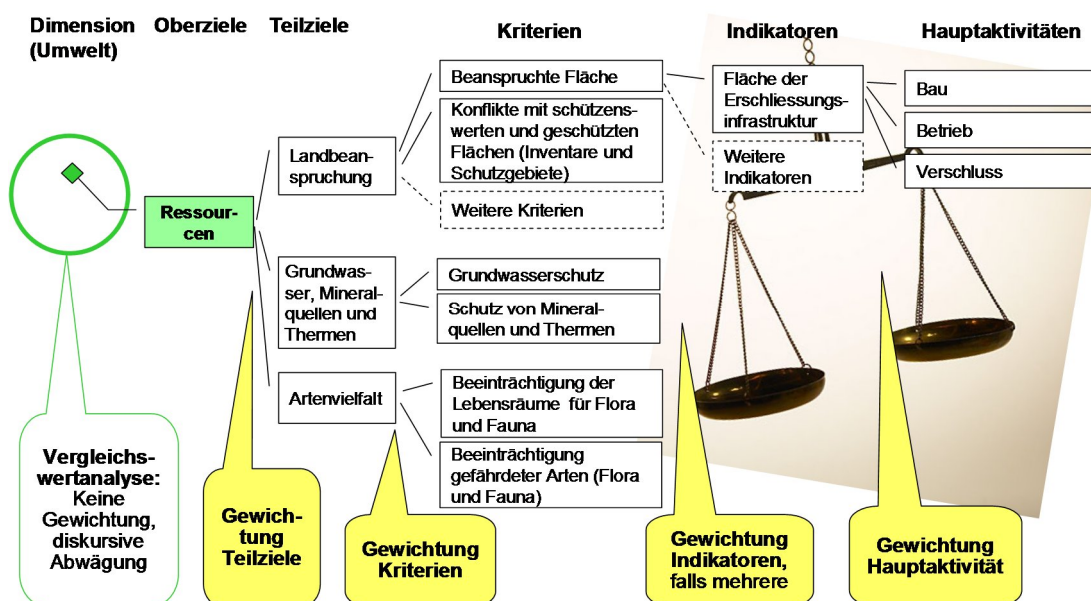 Dimension
(Umwelt)
Oberziele
Teilziele
Kriterien
Indikatoren
Hauptaktivitäten
Ressour-
cen
Landbean-
spruchung
Grundwas-
ser, Mineral-
quellen und
Thermen
Artenvielfalt
Beanspruchte Fläche
Konflikte mit schützens-
werten und geschützten
Flächen (Inventare und
Schutzgebiete)
Weitere Kriterien
Grundwasserschutz
Schutz von Mineral-
quellen und Thermen
Beeinträchtigung der
Lebensräume für Flora
und Fauna
Beeinträchtigung
gefährdeter Arten (Flora
und Fauna)
Fläche der
Erschliessungs-
infrastruktur
Weitere
Indikatoren
Bau
Betrieb
Verschluss
Vergleichs-
wertanalyse:
Keine
Gewichtung,
diskursive
Abwägung
Gewich-
tung
Teilziele
Gewichtung
Kriterien
Gewichtung
Indikatoren,
falls mehrere
Gewichtung
Hauptaktivität